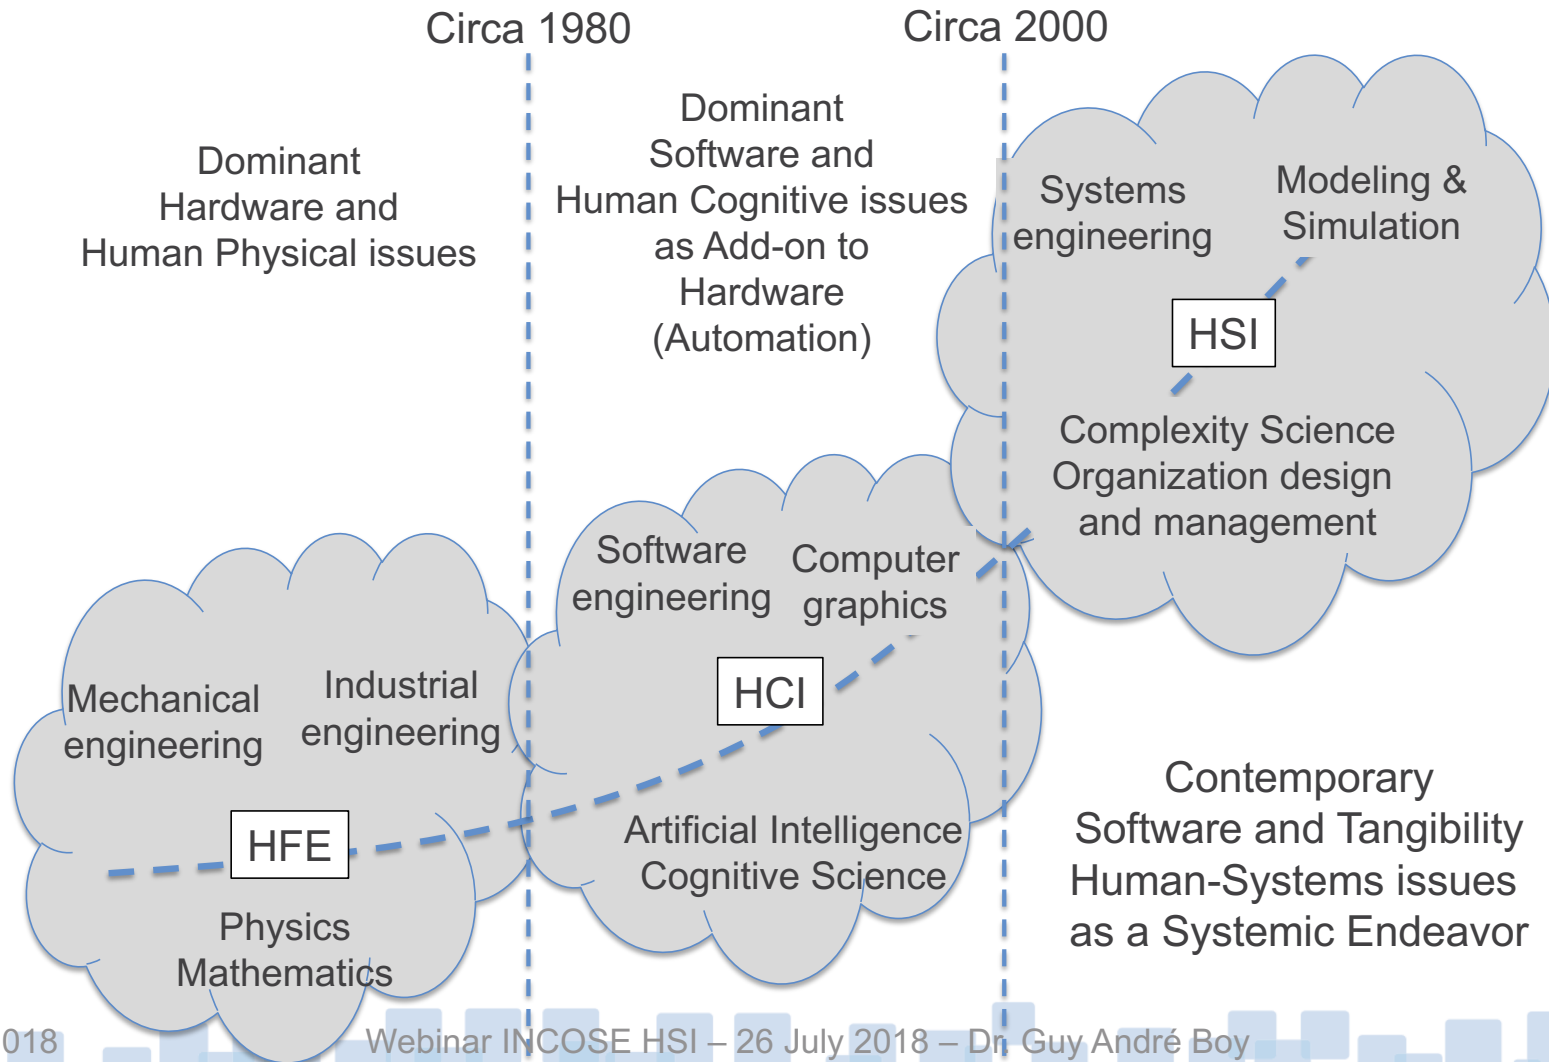 Circa 1980
Circa 2000
Dominant
Hardware and
Human Physical issues
Dominant
Software and
Human Cognitive issues
as Add-on to
Hardware
(Automation)
Systems
engineering
Modeling &
Simulation
HSI
Complexity Science
Organization design
and management
Software
engineering
Computer
graphics
HCI
Artificial Intelligence
Cognitive Science
Mechanical
engineering
Industrial
engineering
HFE
Physics
Mathematics
Contemporary
Software and Tangibility
Human-Systems issues
as a Systemic Endeavor
018
Webinar INCOSE HSI – 26 July 2018 – Dr. Guy André Boy